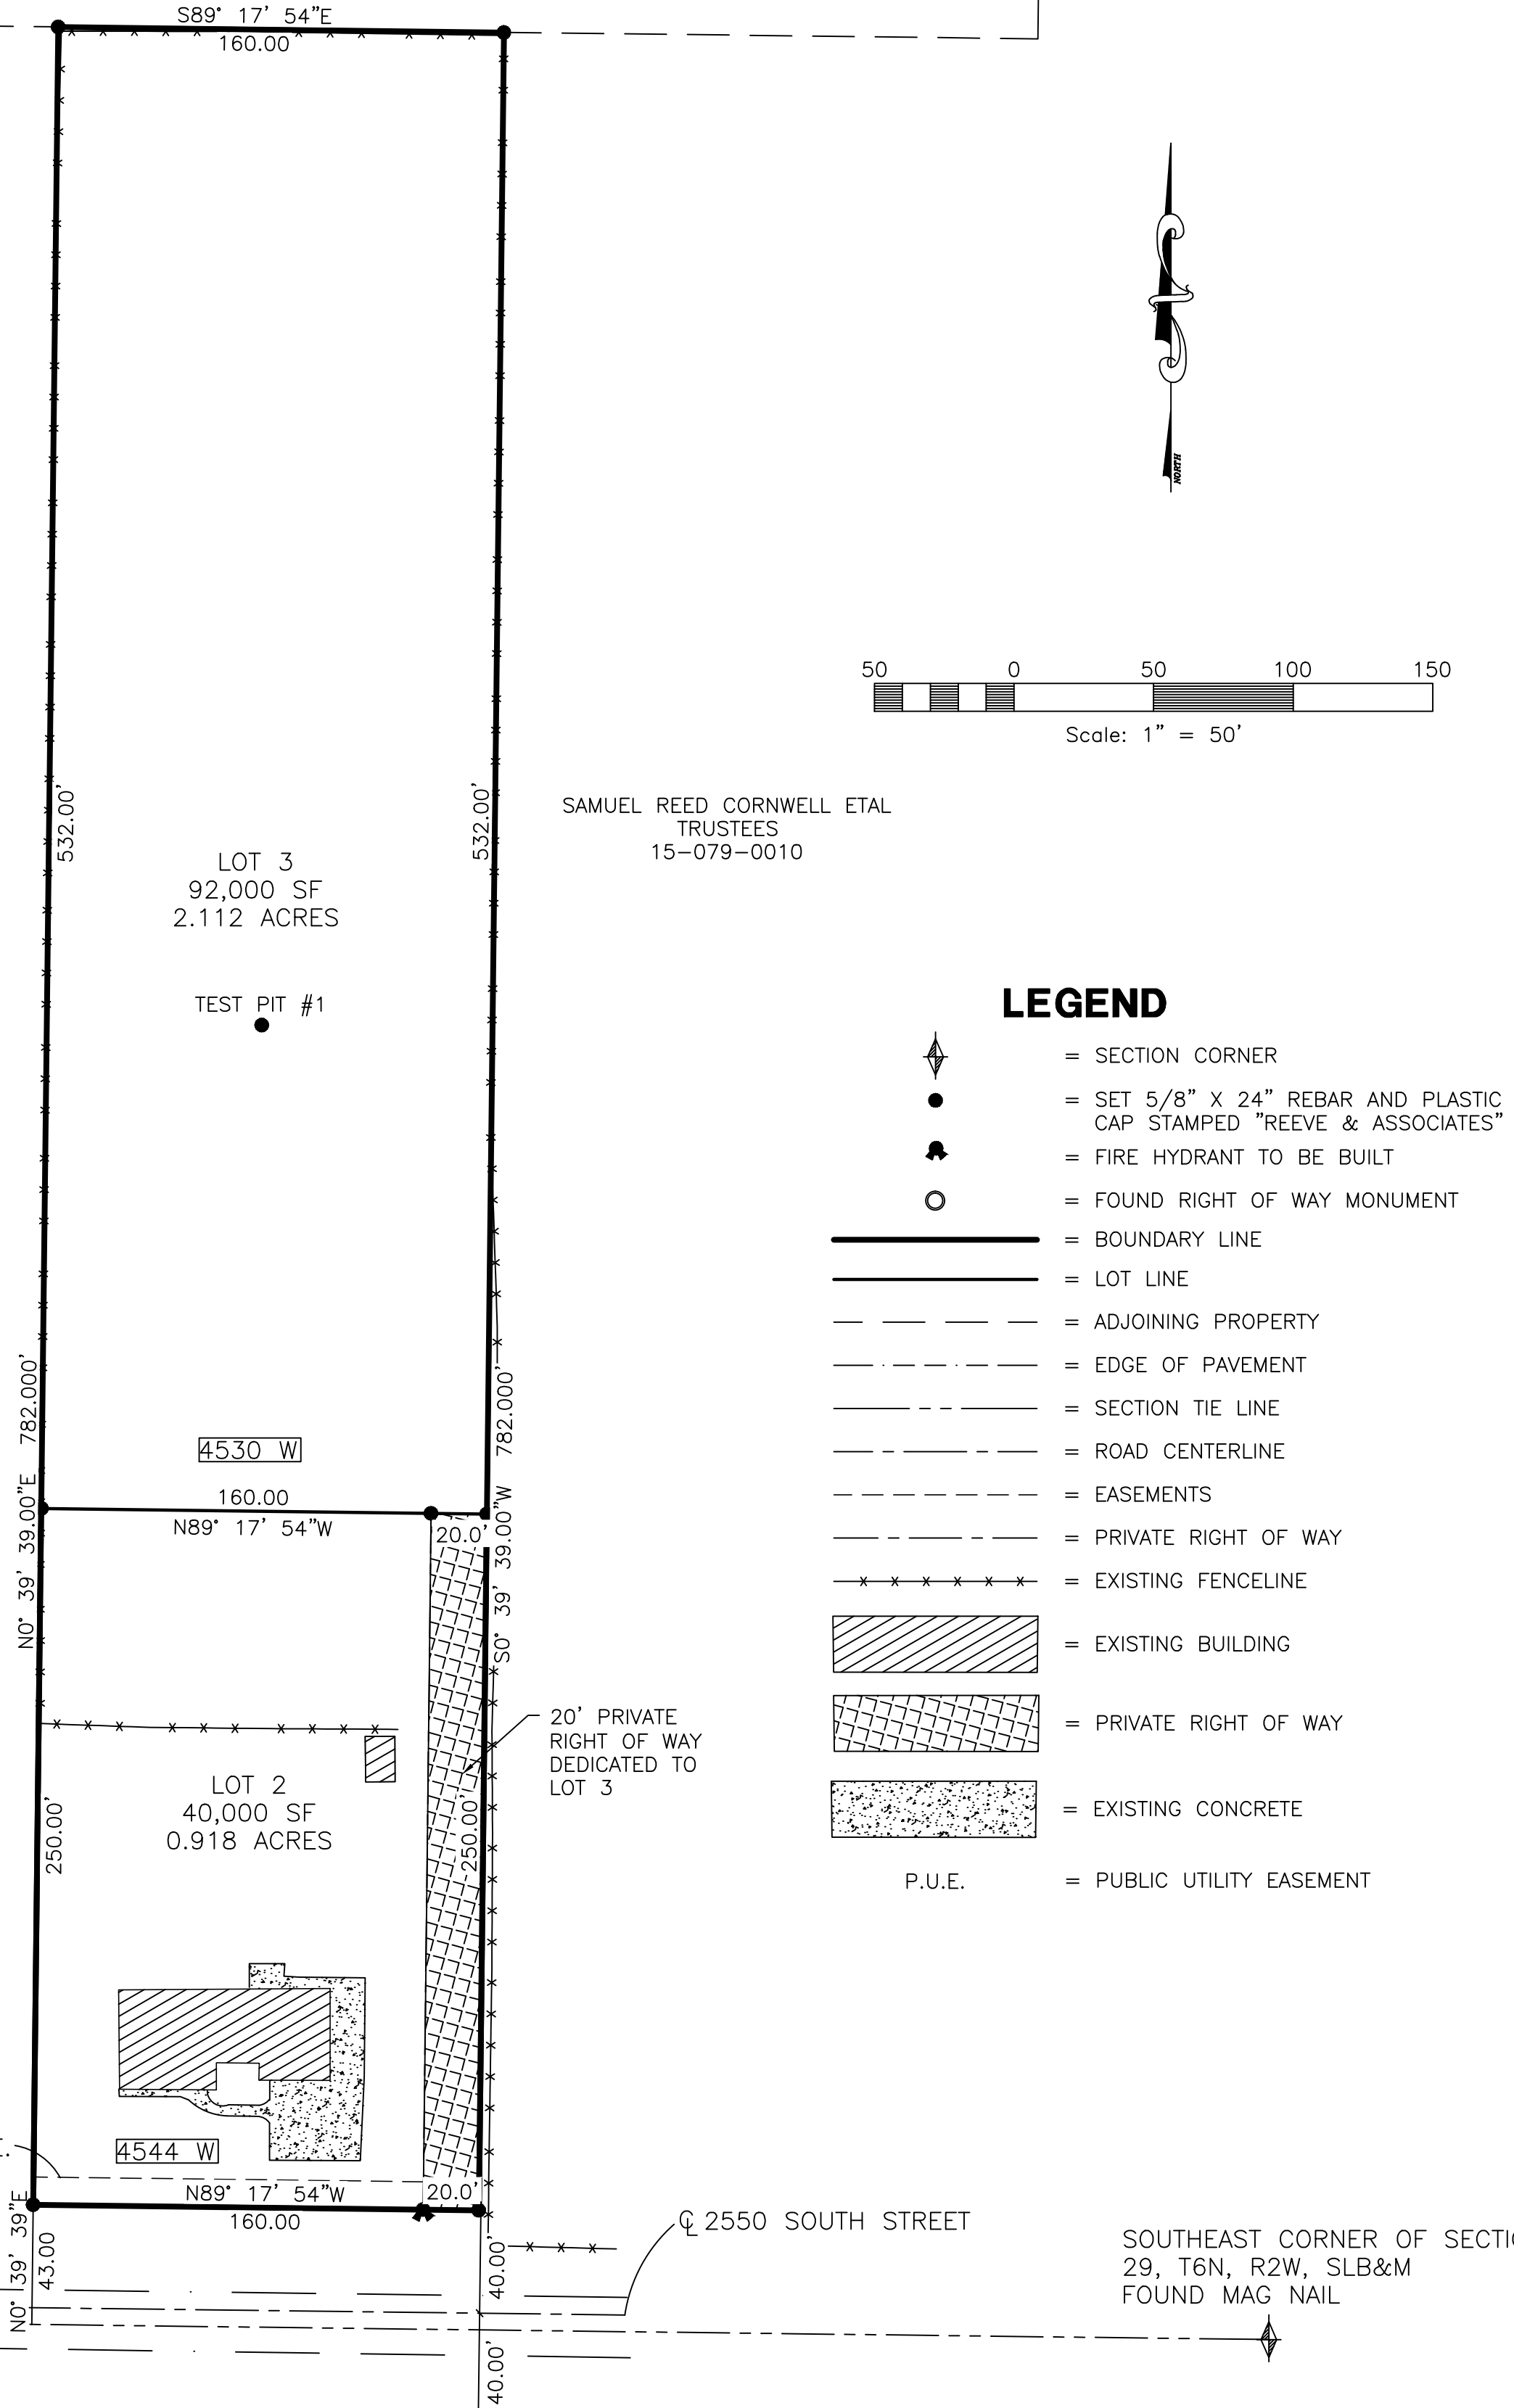 S89° 17' 54"E
160.00
NORTH
50 0 50 100 150
Scale: 1" = 50'
532.00'
532.00'
SAMUEL REED CORNWELL ETAL
TRUSTEES
15-079-0010
LOT 3
92,000 SF
2.112 ACRES
TEST PIT #1
LEGEND
= SECTION CORNER
= SET 5/8" X 24" REBAR AND PLASTIC
CAP STAMPED "REEVE & ASSOCIATES"
= FIRE HYDRANT TO BE BUILT
= FOUND RIGHT OF WAY MONUMENT
= BOUNDARY LINE
= LOT LINE
= ADJOINING PROPERTY
= EDGE OF PAVEMENT
= SECTION TIE LINE
= ROAD CENTERLINE
= EASEMENTS
= PRIVATE RIGHT OF WAY
= EXISTING FENCELINE
= EXISTING BUILDING
= PRIVATE RIGHT OF WAY
= EXISTING CONCRETE
P.U.E. = PUBLIC UTILITY EASEMENT
N0° 39' 39.00"E 782.000'
S0° 39' 39.00"W 782.000'
4530 W
160.00
N89° 17' 54"W
20.0'
20' PRIVATE
RIGHT OF WAY
DEDICATED TO
LOT 3
LOT 2
40,000 SF
0.918 ACRES
250.00'
250.00'
4544 W
N89° 17' 54"W
20.0'
160.00
N0° 39' 39"E
43.00
40.00'
40.00'
℄ 2550 SOUTH STREET
SOUTHEAST CORNER OF SECTI
29, T6N, R2W, SLB&M
FOUND MAG NAIL